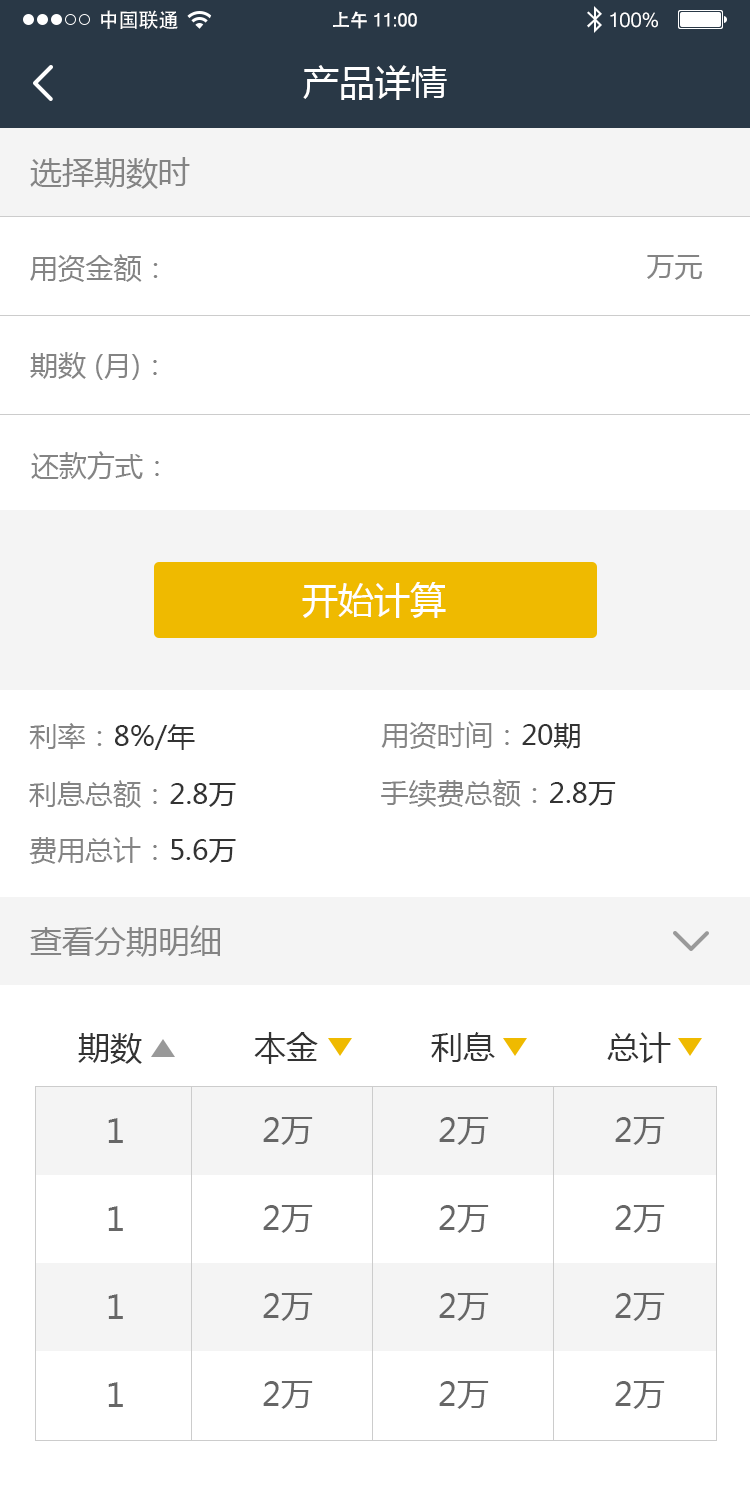 中国联通 上午 11:00 100%
产品详情
选择期数时
用资金额： 万元
期数 (月)：
还款方式：
开始计算
利率：8%/年 用资时间：20期
利息总额：2.8万 手续费总额：2.8万
费用总计：5.6万
查看分期明细
期数 本金 利息 总计
1 2万 2万 2万
1 2万 2万 2万
1 2万 2万 2万
1 2万 2万 2万